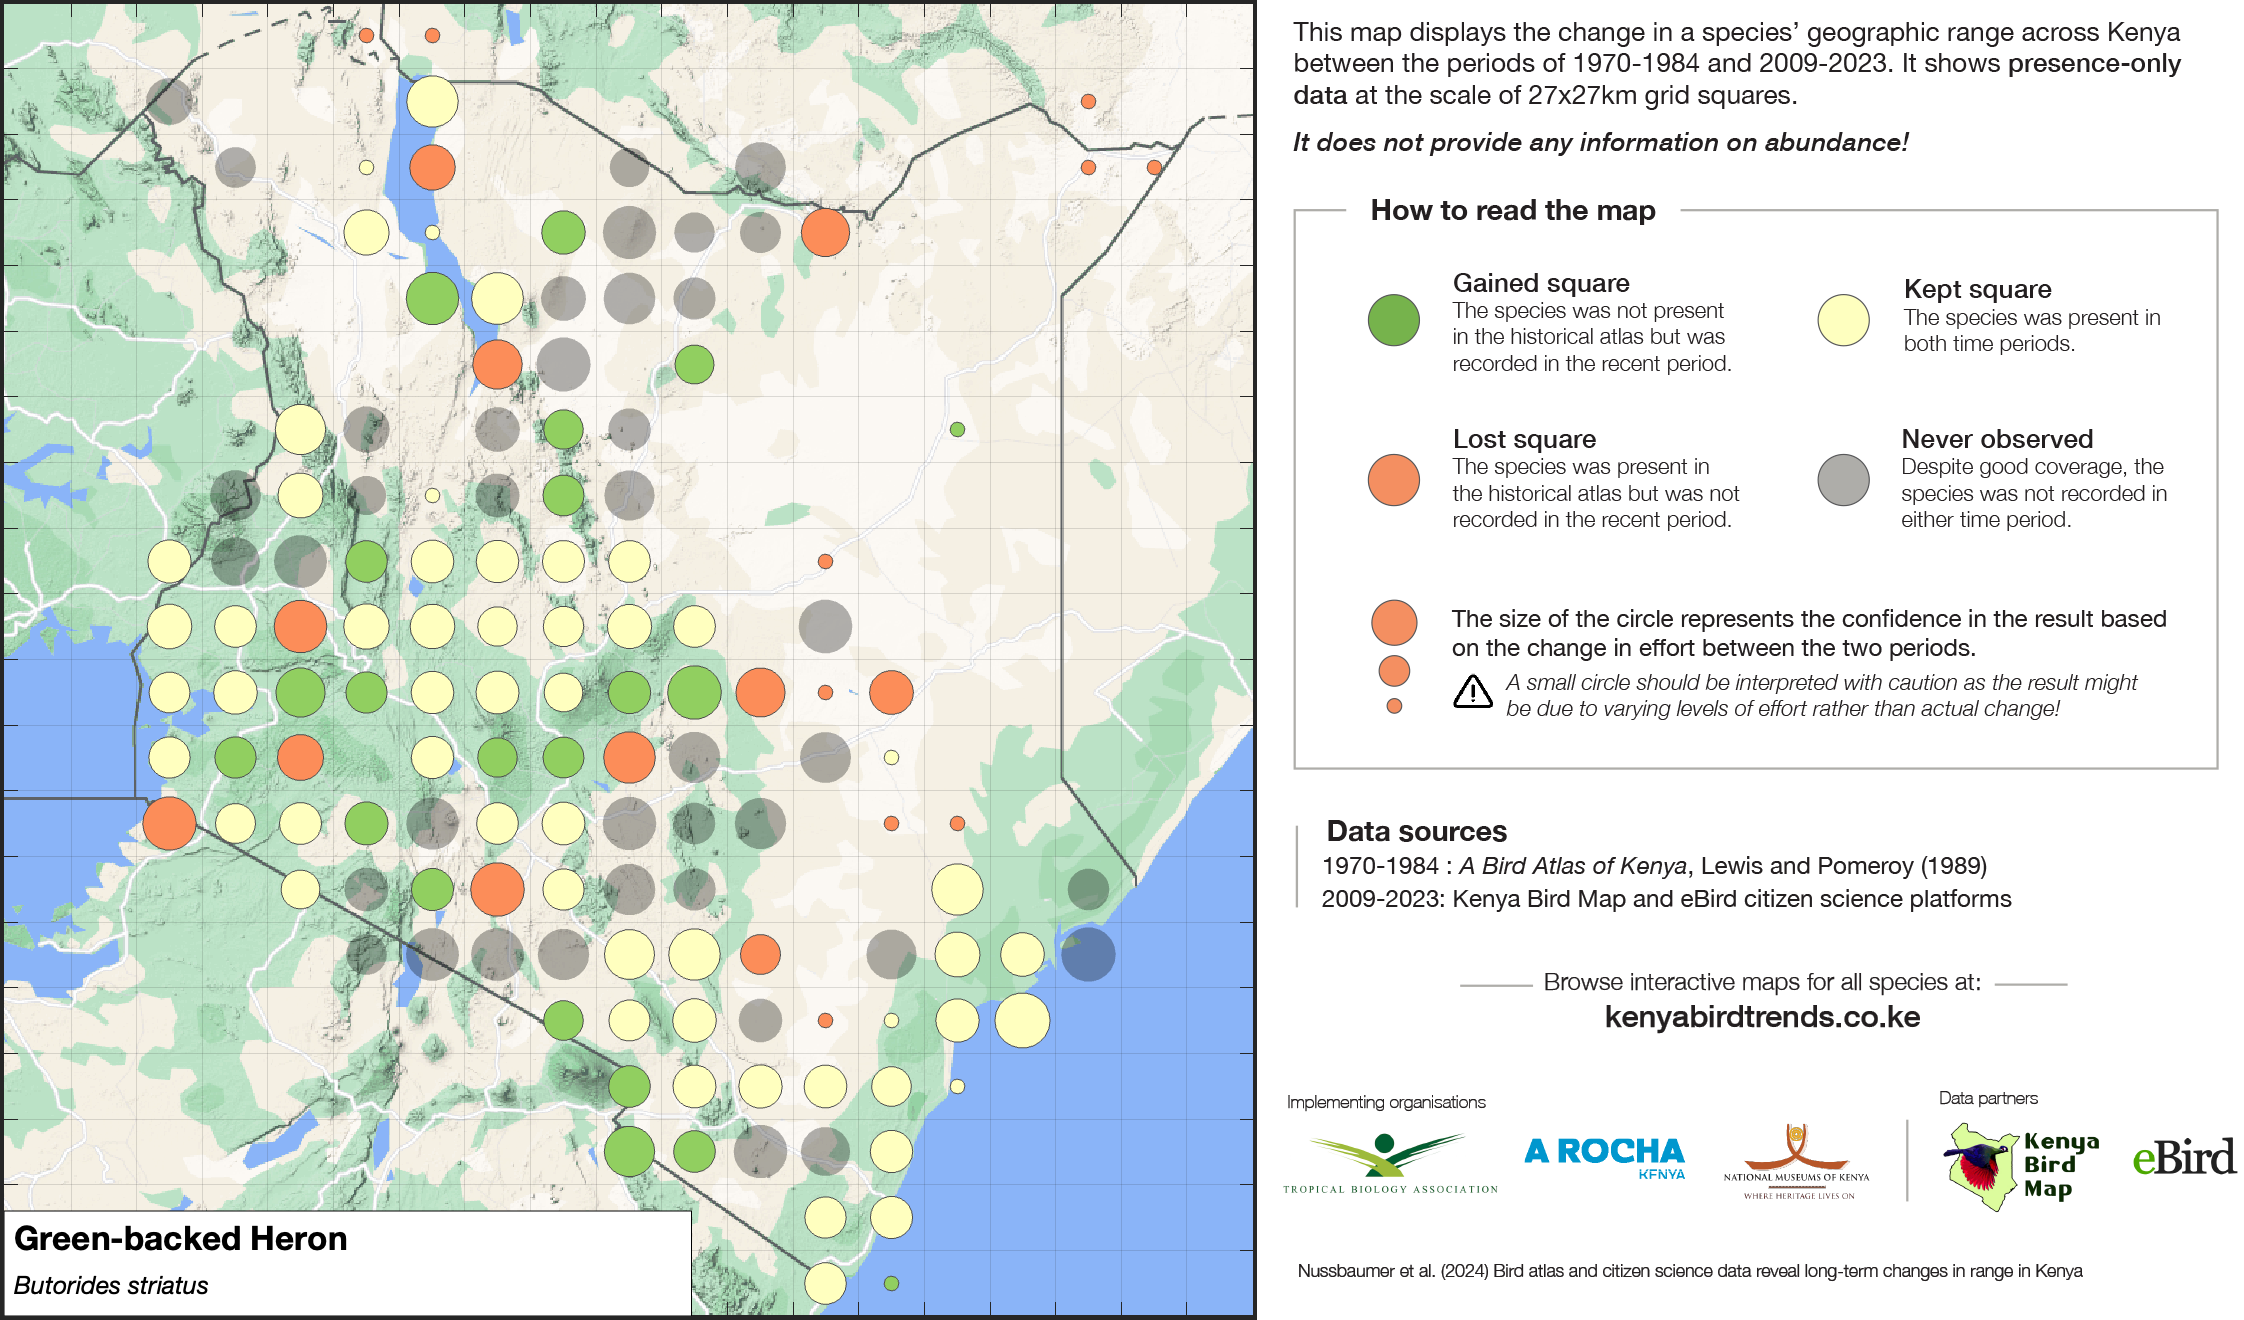 This map displays the change in a species’ geographic range across Kenya
between the periods of 1970-1984 and 2009-2023. It shows presence-only
data at the scale of 27x27km grid squares.
It does not provide any information on abundance!
How to read the map
Gained square
The species was not present
in the historical atlas but was
recorded in the recent period.
Kept square
The species was present in
both time periods.
Lost square
The species was present in
the historical atlas but was not
recorded in the recent period.
Never observed
Despite good coverage, the
species was not recorded in
either time period.
The size of the circle represents the confidence in the result based
on the change in effort between the two periods.
A small circle should be interpreted with caution as the result might
be due to varying levels of effort rather than actual change!
Data sources
1970-1984 : A Bird Atlas of Kenya, Lewis and Pomeroy (1989)
2009-2023: Kenya Bird Map and eBird citizen science platforms
Browse interactive maps for all species at:
kenyabirdtrends.co.ke
Implementing organisations
Data partners
TROPICAL BIOLOGY ASSOCIATION
A ROCHA
KENYA
NATIONAL MUSEUMS OF KENYA
WHERE HERITAGE LIVES ON
Kenya
Bird
Map
eBird
Green-backed Heron
Butorides striatus
Nussbaumer et al. (2024) Bird atlas and citizen science data reveal long-term changes in range in Kenya